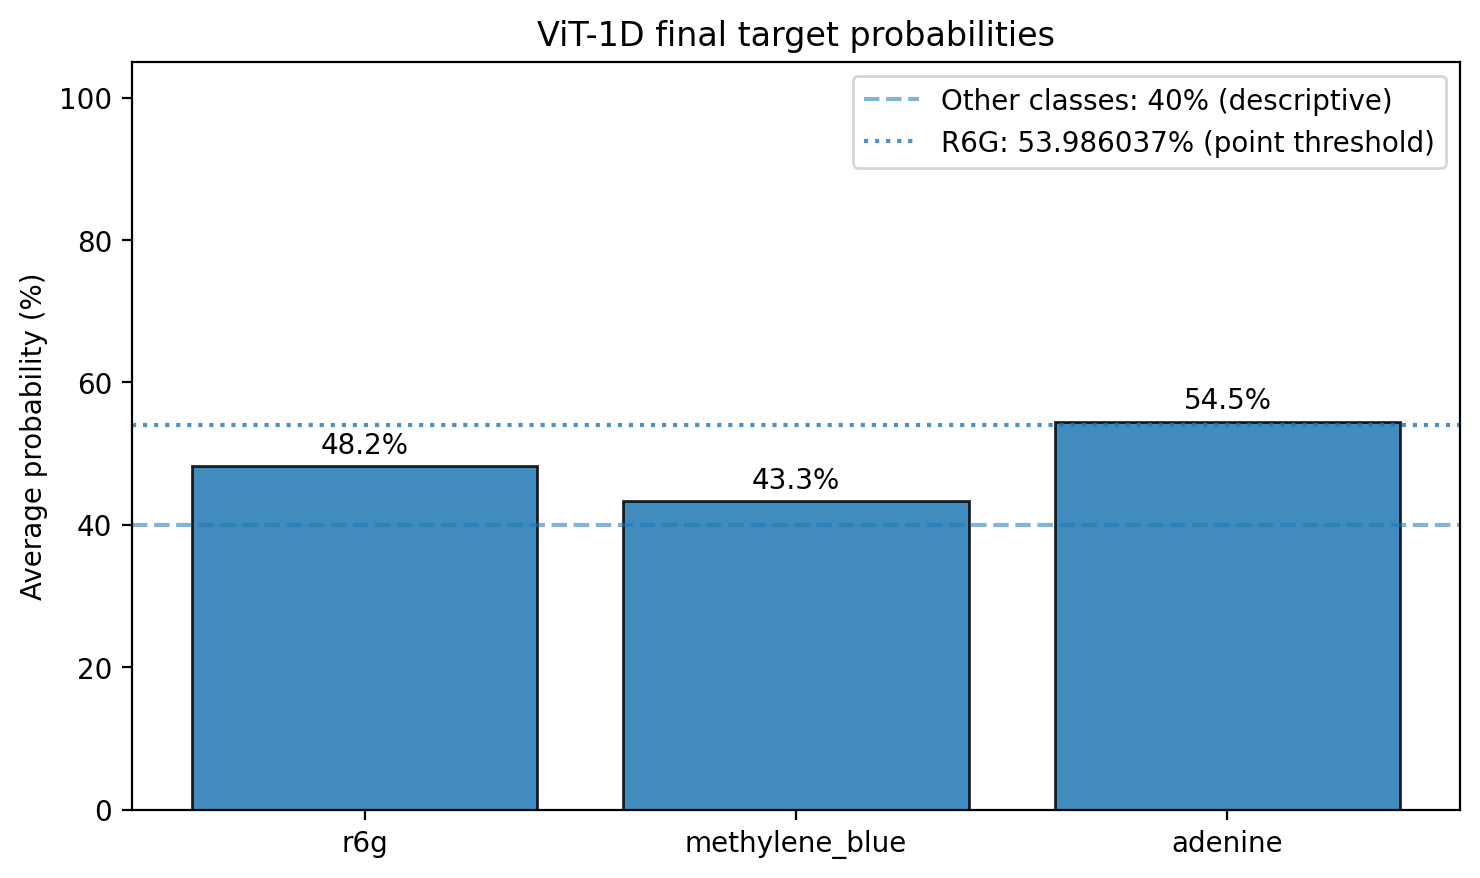 ViT-1D final target probabilities
Other classes: 40% (descriptive)
R6G: 53.986037% (point threshold)
Average probability (%)
100
80
60
40
20
0
48.2%
43.3%
54.5%
r6g
methylene_blue
adenine